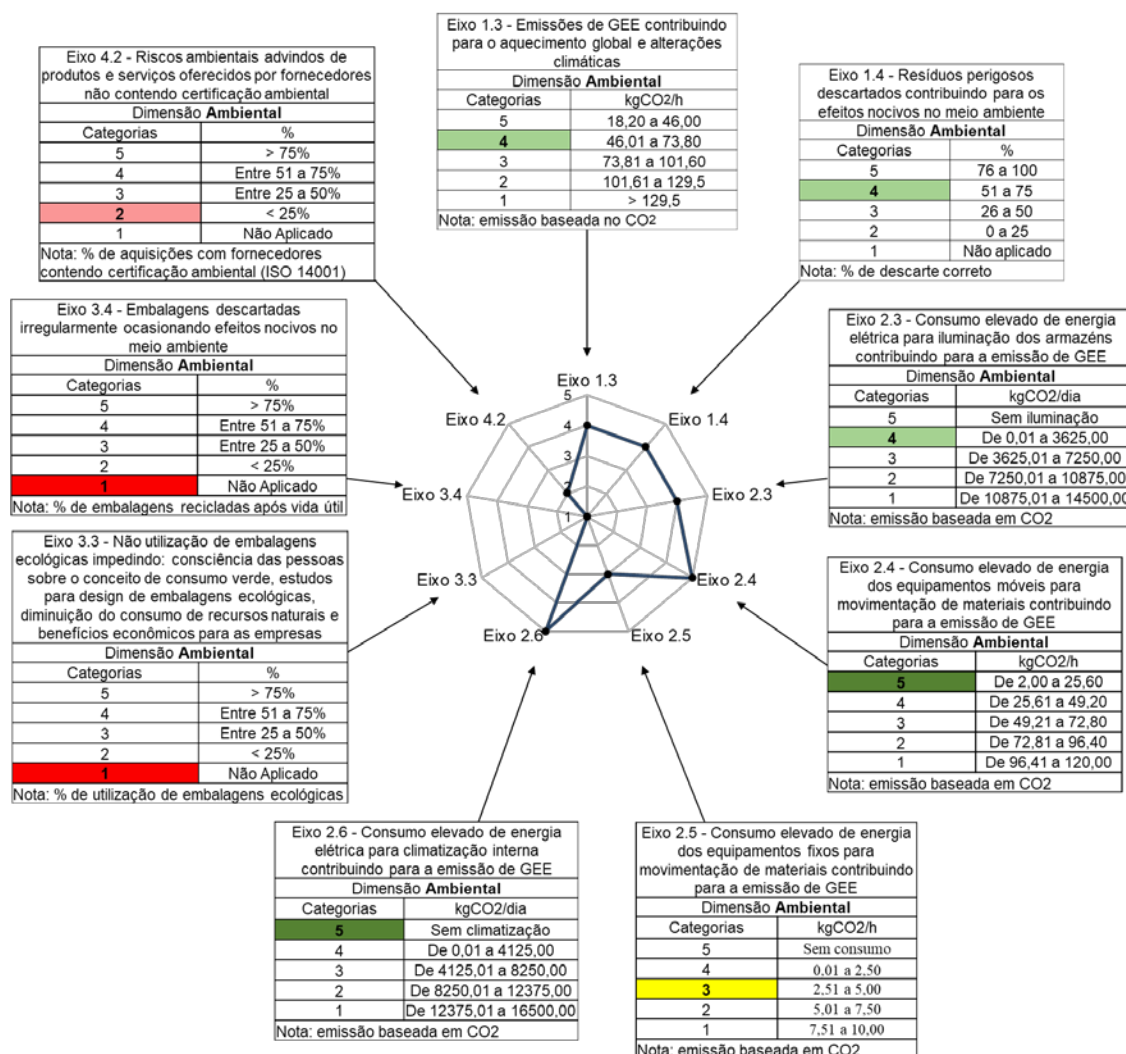 Eixo 1.3 - Emissões de GEE contribuindo
para o aquecimento global e alterações
climáticas
Dimensão Ambiental
Categorias kgCO2/h
5 18,20 a 46,00
4 46,01 a 73,80
3 73,81 a 101,60
2 101,61 a 129,5
1 > 129,5
Nota: emissão baseada no CO2
Eixo 4.2 - Riscos ambientais advindos de
produtos e serviços oferecidos por fornecedores
não contendo certificação ambiental
Dimensão Ambiental
Categorias %
5 > 75%
4 Entre 51 a 75%
3 Entre 25 a 50%
2 < 25%
1 Não Aplicado
Nota: % de aquisições com fornecedores
contendo certificação ambiental (ISO 14001)
Eixo 1.4 - Resíduos perigosos
descartados contribuindo para os
efeitos nocivos no meio ambiente
Dimensão Ambiental
Categorias %
5 76 a 100
4 51 a 75
3 26 a 50
2 0 a 25
1 Não aplicado
Nota: % de descarte correto
Eixo 3.4 - Embalagens descartadas
irregularmente ocasionando efeitos nocivos no
meio ambiente
Dimensão Ambiental
Categorias %
5 > 75%
4 Entre 51 a 75%
3 Entre 25 a 50%
2 < 25%
1 Não Aplicado
Nota: % de embalagens recicladas após vida útil
Eixo 2.3 - Consumo elevado de energia
elétrica para iluminação dos armazéns
contribuindo para a emissão de GEE
Dimensão Ambiental
Categorias kgCO2/dia
5 Sem iluminação
4 De 0,01 a 3625,00
3 De 3625,01 a 7250,00
2 De 7250,01 a 10875,00
1 De 10875,01 a 14500,00
Nota: emissão baseada em CO2
Eixo 1.3
Eixo 1.4
Eixo 2.3
Eixo 2.4
Eixo 2.5
Eixo 2.6
Eixo 3.3
Eixo 3.4
Eixo 4.2
5
4
3
2
1
Eixo 3.3 - Não utilização de embalagens
ecológicas impedindo: consciência das pessoas
sobre o conceito de consumo verde, estudos
para design de embalagens ecológicas,
diminuição do consumo de recursos naturais e
benefícios econômicos para as empresas
Dimensão Ambiental
Categorias %
5 > 75%
4 Entre 51 a 75%
3 Entre 25 a 50%
2 < 25%
1 Não Aplicado
Nota: % de utilização de embalagens ecológicas
Eixo 2.4 - Consumo elevado de energia
dos equipamentos móveis para
movimentação de materiais contribuindo
para a emissão de GEE
Dimensão Ambiental
Categorias kgCO2/h
5 De 2,00 a 25,60
4 De 25,61 a 49,20
3 De 49,21 a 72,80
2 De 72,81 a 96,40
1 De 96,41 a 120,00
Nota: emissão baseada em CO2
Eixo 2.6 - Consumo elevado de energia
elétrica para climatização interna
contribuindo para a emissão de GEE
Dimensão Ambiental
Categorias kgCO2/dia
5 Sem climatização
4 De 0,01 a 4125,00
3 De 4125,01 a 8250,00
2 De 8250,01 a 12375,00
1 De 12375,01 a 16500,00
Nota: emissão baseada em CO2
Eixo 2.5 - Consumo elevado de energia
dos equipamentos fixos para
movimentação de materiais contribuindo
para a emissão de GEE
Dimensão Ambiental
Categorias kgCO2/h
5 Sem consumo
4 0,01 a 2,50
3 2,51 a 5,00
2 5,01 a 7,50
1 7,51 a 10,00
Nota: emissão baseada em CO2